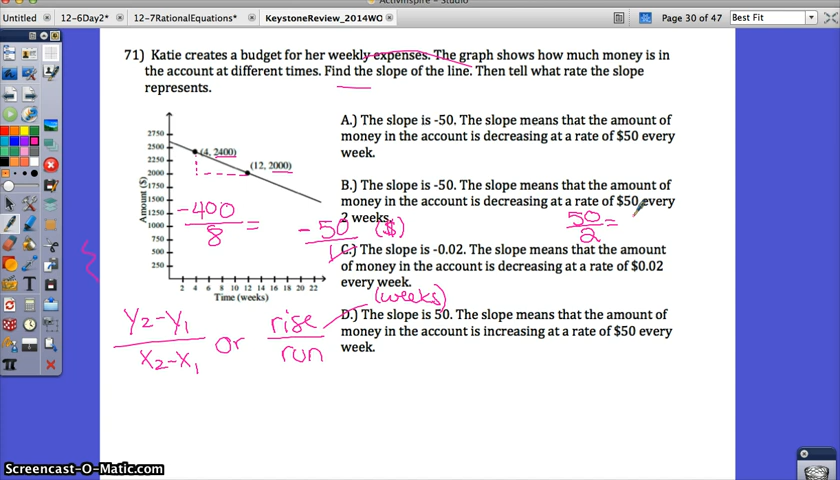 ActivInspire - Studio
Untitled
12-6Day2*
12-7RationalEquations*
KeystoneReview_2014WO
Page 30 of 47
Best Fit
71) Katie creates a budget for her weekly expenses. The graph shows how much money is in
the account at different times. Find the slope of the line. Then tell what rate the slope
represents.
2750
2500
2250
2000
1750
1500
1250
1000
750
500
250
Amount ($)
(4, 2400)
(12, 2000)
2 4 6 8 10 12 14 16 18 20 22
Time (weeks)
-400
8
=
-50 ($)
1
(weeks)
Y2-Y1
X2-X1
or
rise
run
A.) The slope is -50. The slope means that the amount of
money in the account is decreasing at a rate of $50 every
week.
B.) The slope is -50. The slope means that the amount of
money in the account is decreasing at a rate of $50 every
2 weeks.
50
2
=
C.) The slope is -0.02. The slope means that the amount
of money in the account is decreasing at a rate of $0.02
every week.
D.) The slope is 50. The slope means that the amount of
money in the account is increasing at a rate of $50 every
week.
Screencast-O-Matic.com